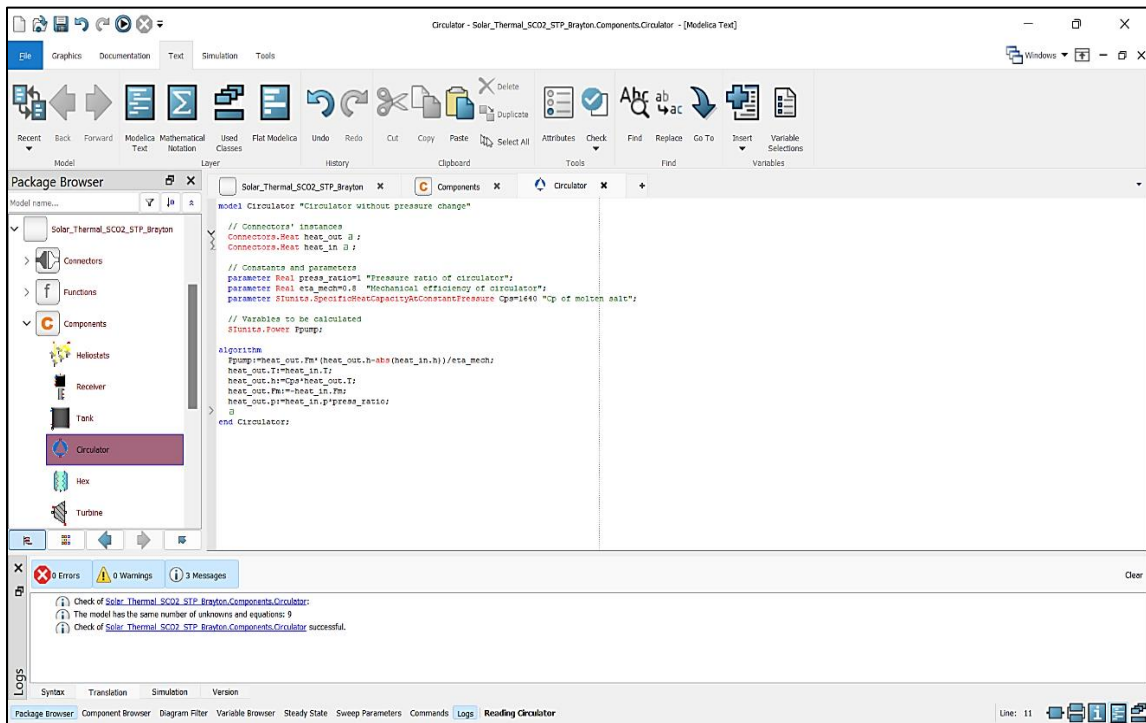 Circulator - Solar_Thermal_SCO2_STP_Brayton.Components.Circulator - [Modelica Text]
File Graphics Documentation Text Simulation Tools
Windows
Recent Back Forward Modelica Text Mathematical Notation Used Classes Flat Modelica Undo Redo Cut Copy Paste Delete Duplicate Select All Attributes Check Find Replace Go To Insert Variable Selections
Model Layer History Clipboard Tools Find Variables
Package Browser
Model name...
Solar_Thermal_SCO2_STP_Brayton
Connectors
Functions
Components
Heliostats
Receiver
Tank
Circulator
Hex
Turbine
Solar_Thermal_SCO2_STP_Brayton Components Circulator
model Circulator "Circulator without pressure change"
// Connectors' instances
Connectors.Heat heat_out a ;
Connectors.Heat heat_in a ;
// Constants and parameters
parameter Real press_ratio=1 "Pressure ratio of circulator";
parameter Real eta_mech=0.8 "Mechanical efficiency of circulator";
parameter SIunits.SpecificHeatCapacityAtConstantPressure Cps=1640 "Cp of molten salt";
// Varables to be calculated
SIunits.Power Ppump;
algorithm
Ppump:=heat_out.Fm*(heat_out.h-abs(heat_in.h))/eta_mech;
heat_out.T:=heat_in.T;
heat_out.h:=Cps*heat_out.T;
heat_out.Fm:=-heat_in.Fm;
heat_out.p:=heat_in.p*press_ratio;
a
end Circulator;
0 Errors 0 Warnings 3 Messages
Clear
Check of Solar_Thermal_SCO2_STP_Brayton.Components.Circulator:
The model has the same number of unknowns and equations: 9
Check of Solar_Thermal_SCO2_STP_Brayton.Components.Circulator successful.
Logs
Syntax Translation Simulation Version
Package Browser Component Browser Diagram Filter Variable Browser Steady State Sweep Parameters Commands Logs Reading Circulator Line: 11